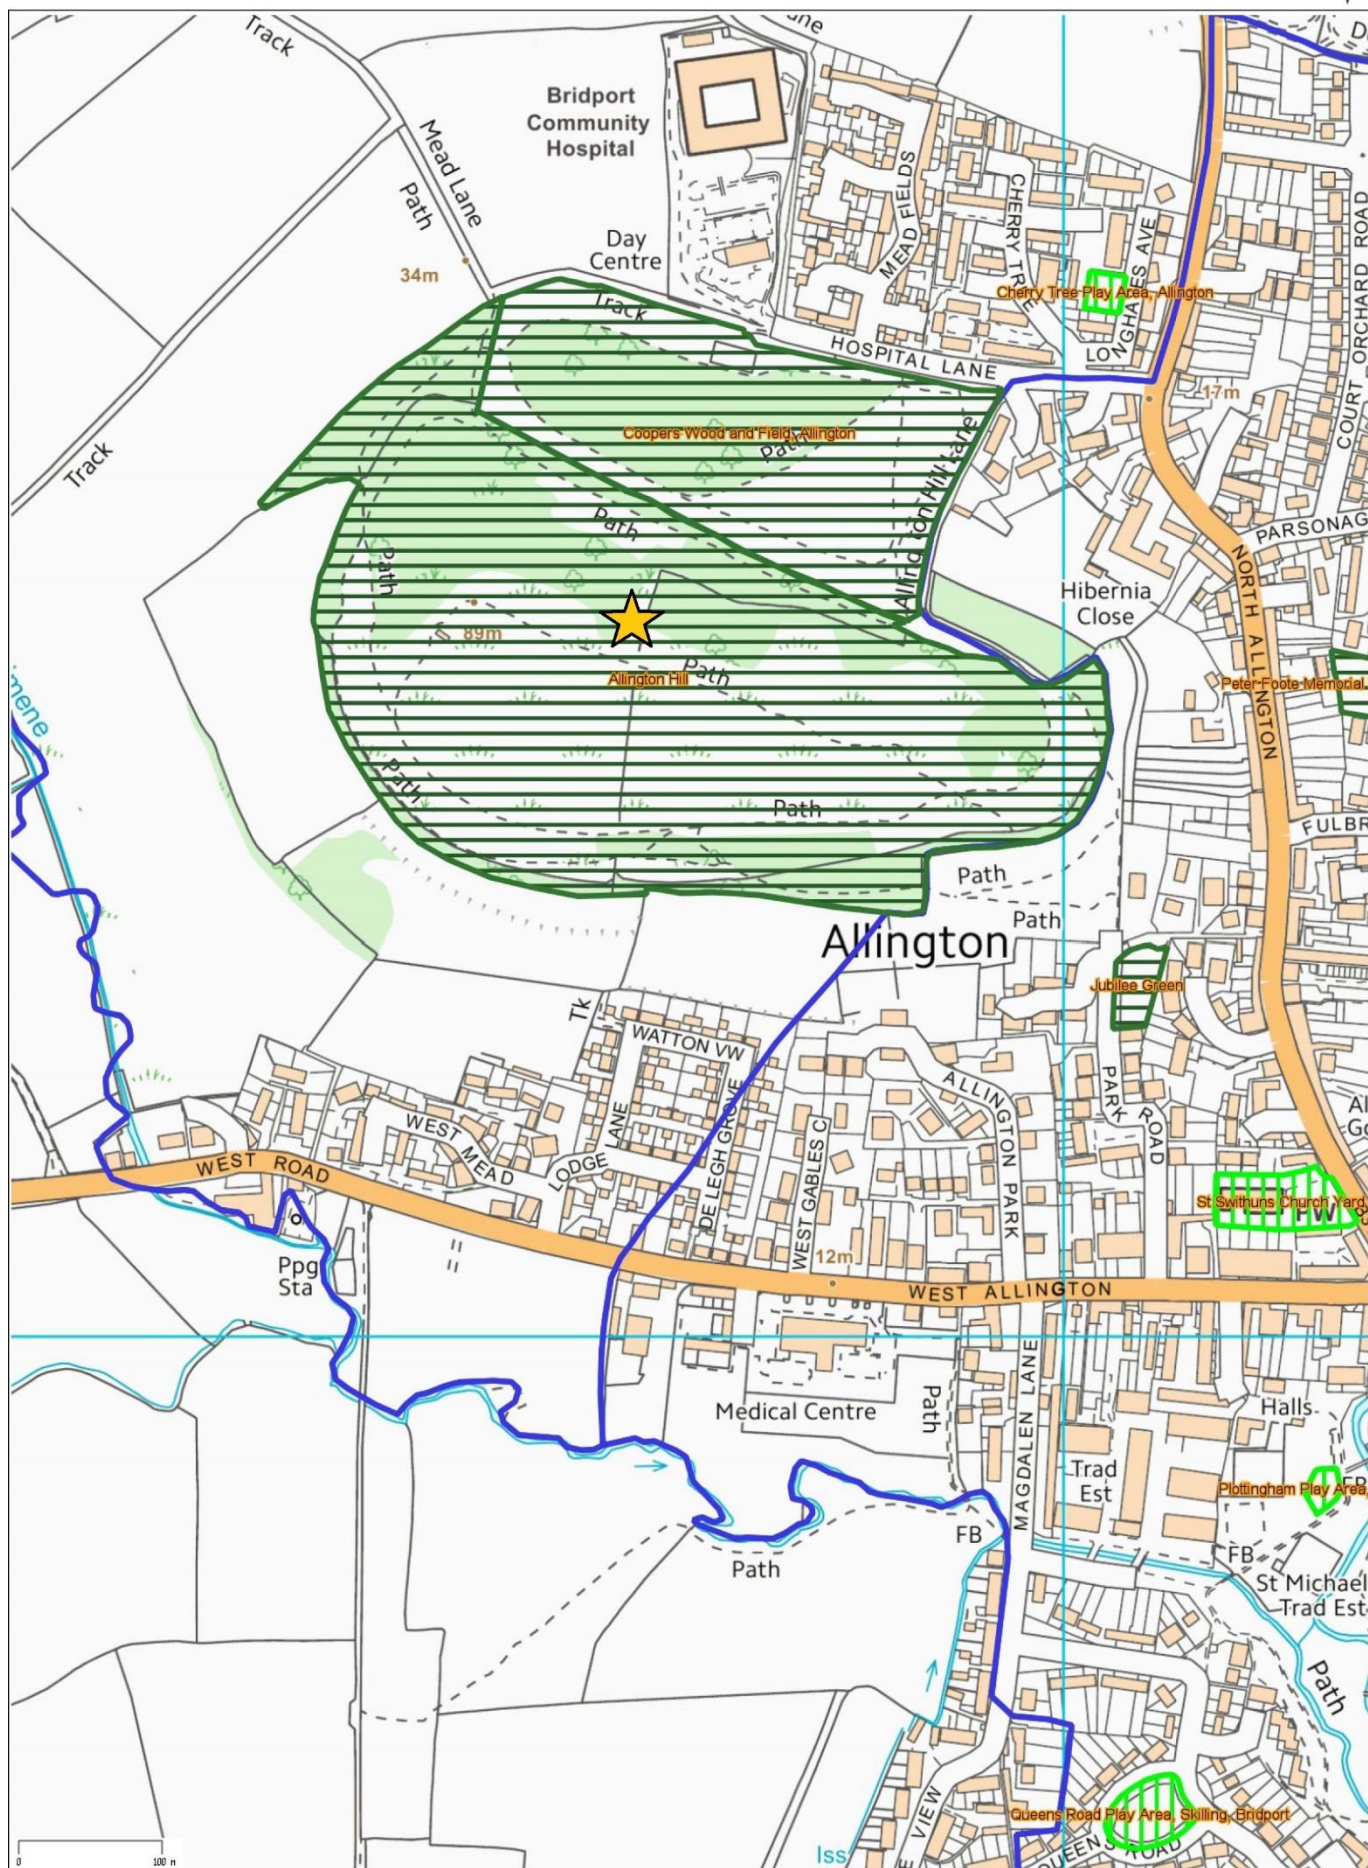 Track
Mead Lane
Path
34m
Bridport
Community
Hospital
Day
Centre
MEAD FIELDS
CHERRY TREE
LONGHAYES AVE
Cherry Tree Play Area, Allington
COURT ORCHARD ROAD
Track
HOSPITAL LANE
17m
Track
Coopers Wood and Field, Allington
Path
Allington Hill Lane
Path
Path
PARSONAG
NORTH ALLINGTON
Hibernia
Close
89m
Path
Allington Hill
Peter Foote Memorial
mene
Path
Path
FULBR
Path
Path
Allington
Jubilee Green
Tk
WATTON VW
ALLINGTON PARK
PARK ROAD
Al
WEST MEAD
LODGE LANE
DE LEGH GROVE
WEST GABLES C
WEST ROAD
St Swithuns Church Yard
Ppg
Sta
12m
WEST ALLINGTON
MAGDALEN LANE
Medical Centre
Path
Halls
Trad
Est
Plottingham Play Area,
FB
Path
FB
St Michael
Trad Est
Path
Queens Road Play Area, Skilling, Bridport
QUEENS ROAD
VIEW
Iss
0
100 M